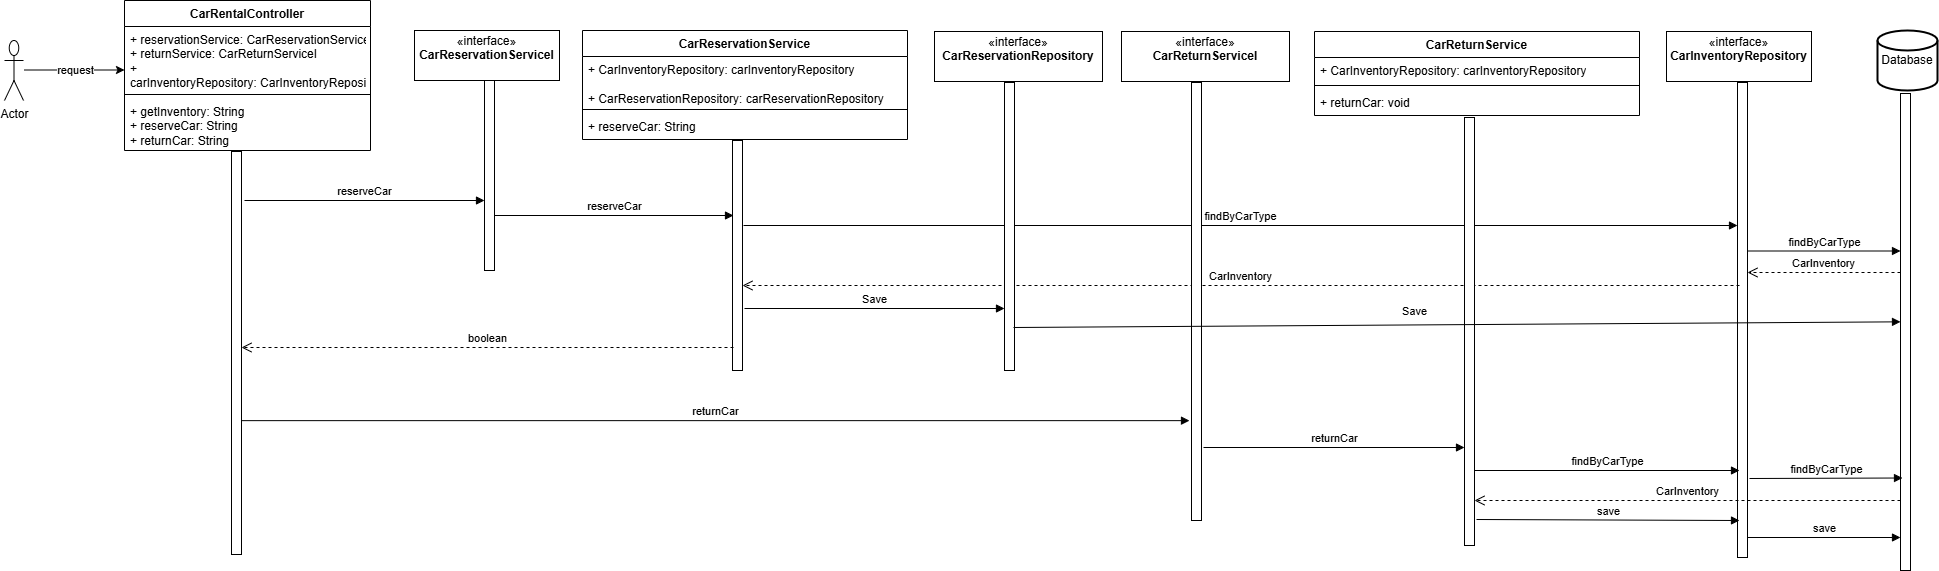 CarRentalController
+ reservationService: CarReservationService
+ returnService: CarReturnServiceI
+
carInventoryRepository: CarInventoryReposi
+ getInventory: String
+ reserveCar: String
+ returnCar: String
Actor
request
«interface»
CarReservationServiceI
CarReservationService
+ CarInventoryRepository: carInventoryRepository
+ CarReservationRepository: carReservationRepository
+ reserveCar: String
«interface»
CarReservationRepository
«interface»
CarReturnServiceI
CarReturnService
+ CarInventoryRepository: carInventoryRepository
+ returnCar: void
«interface»
CarInventoryRepository
Database
reserveCar
reserveCar
findByCarType
findByCarType
CarInventory
CarInventory
Save
Save
boolean
returnCar
returnCar
findByCarType
findByCarType
CarInventory
save
save